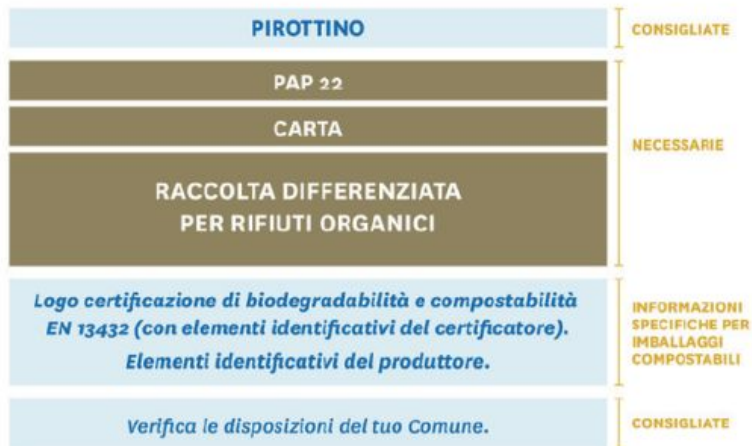 PIROTTINO
CONSIGLIATE
PAP 22
CARTA
NECESSARIE
RACCOLTA DIFFERENZIATA
PER RIFIUTI ORGANICI
Logo certificazione di biodegradabilità e compostabilità
EN 13432 (con elementi identificativi del certificatore).
Elementi identificativi del produttore.
INFORMAZIONI
SPECIFICHE PER
IMBALLAGGI
COMPOSTABILI
Verifica le disposizioni del tuo Comune.
CONSIGLIATE